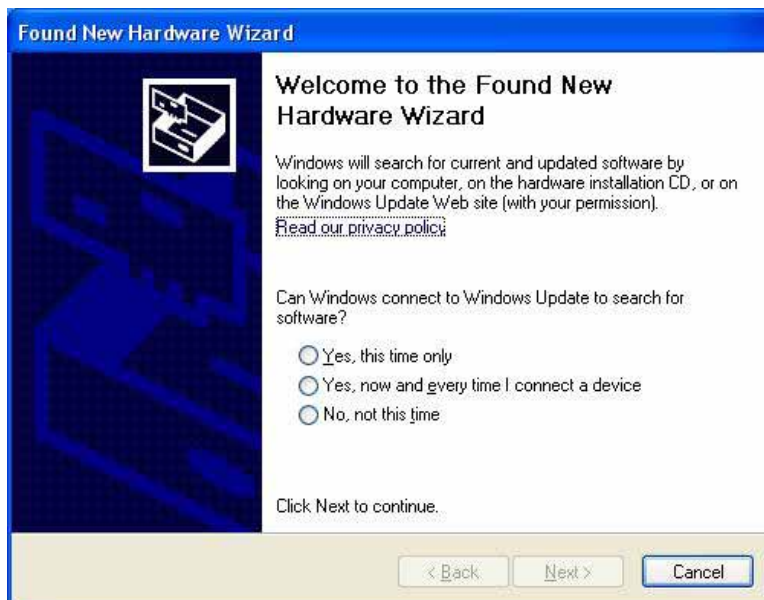 Found New Hardware Wizard
Welcome to the Found New
Hardware Wizard
Windows will search for current and updated software by
looking on your computer, on the hardware installation CD, or on
the Windows Update Web site (with your permission).
Read our privacy policy
Can Windows connect to Windows Update to search for
software?
Yes, this time only
Yes, now and every time I connect a device
No, not this time
Click Next to continue.
< Back
Next >
Cancel